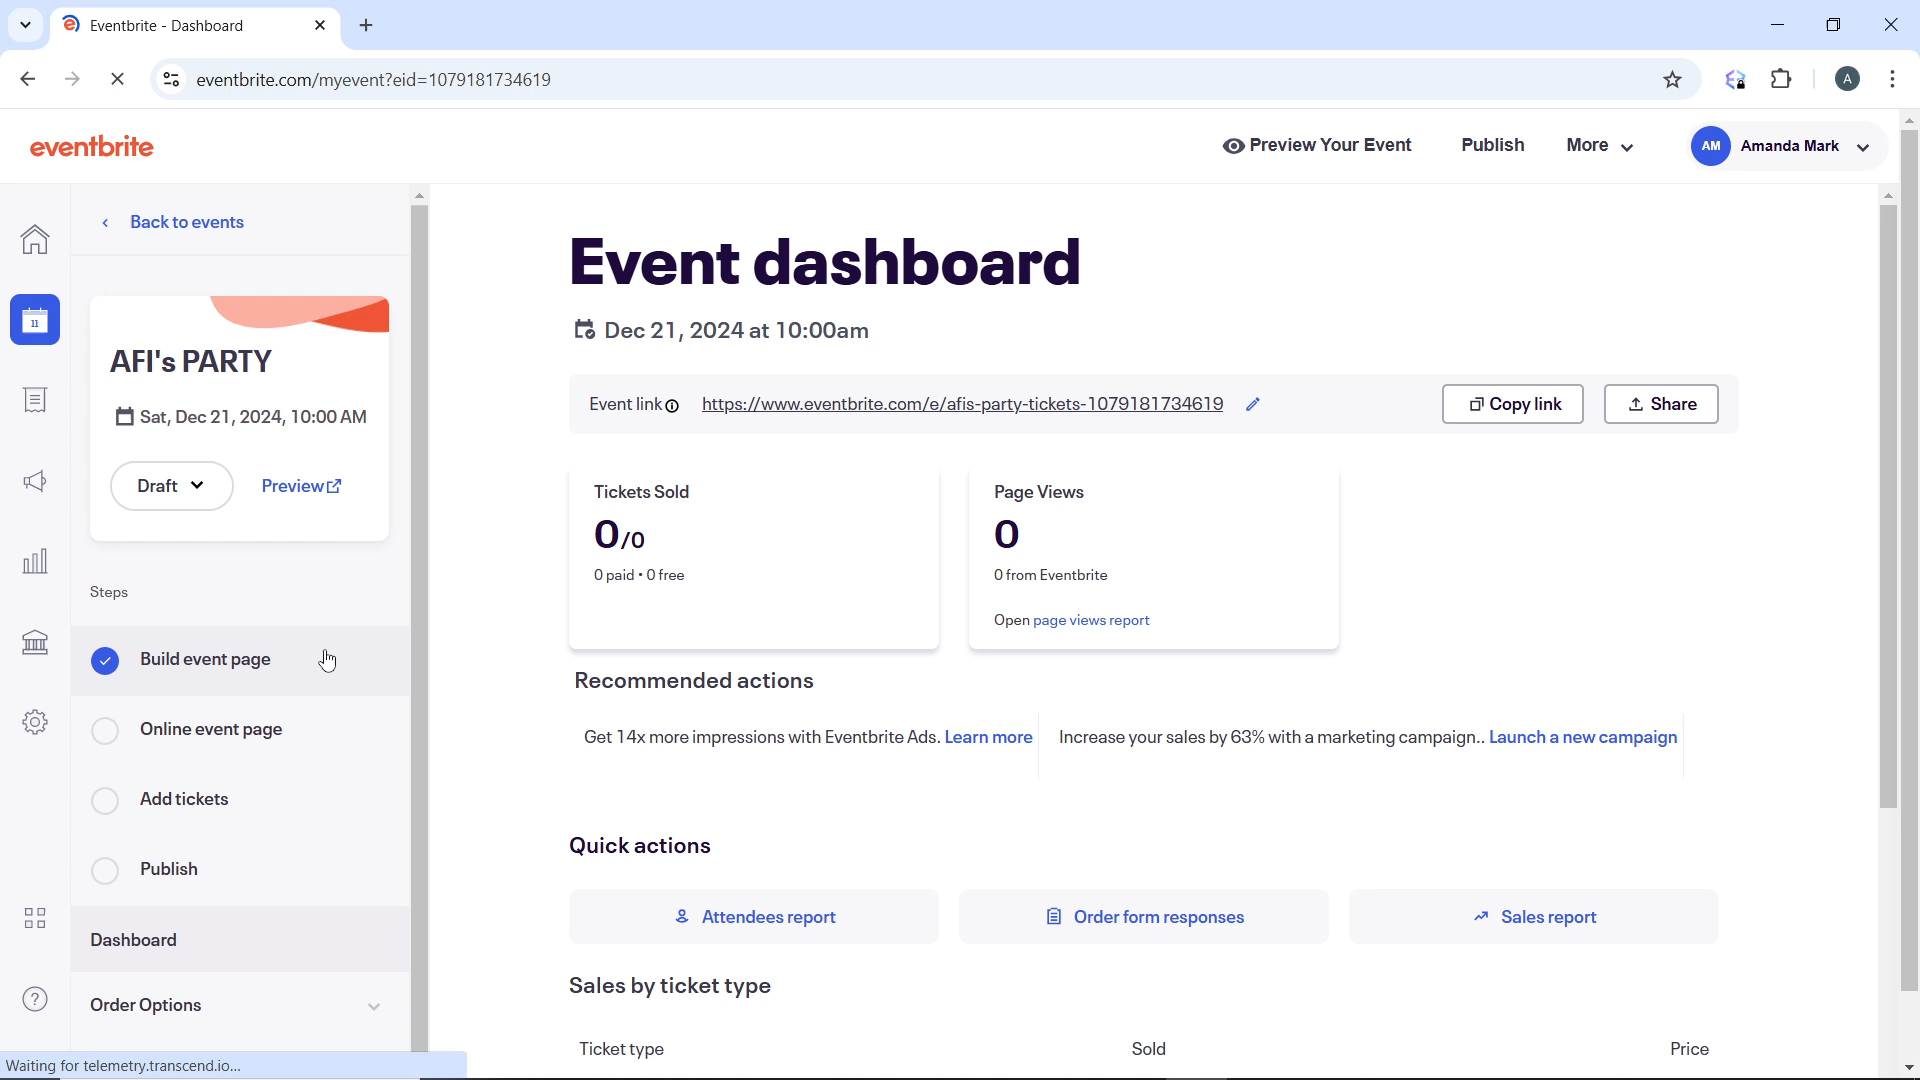 Eventbrite - Dashboard
eventbrite.com/myevent?eid=1079181734619
A
eventbrite
Preview Your Event
Publish
More
AM
Amanda Mark
Back to events
11
AFI's PARTY
Sat, Dec 21, 2024, 10:00 AM
Draft
Preview
Steps
Build event page
Online event page
Add tickets
Publish
Dashboard
Order Options
Waiting for telemetry.transcend.io...
Event dashboard
Dec 21, 2024 at 10:00am
Event link https://www.eventbrite.com/e/afis-party-tickets-1079181734619
Copy link
Share
Tickets Sold
0/0
0 paid • 0 free
Page Views
0
0 from Eventbrite
Open page views report
Recommended actions
Get 14x more impressions with Eventbrite Ads. Learn more
Increase your sales by 63% with a marketing campaign.. Launch a new campaign
Quick actions
Attendees report
Order form responses
Sales report
Sales by ticket type
Ticket type
Sold
Price